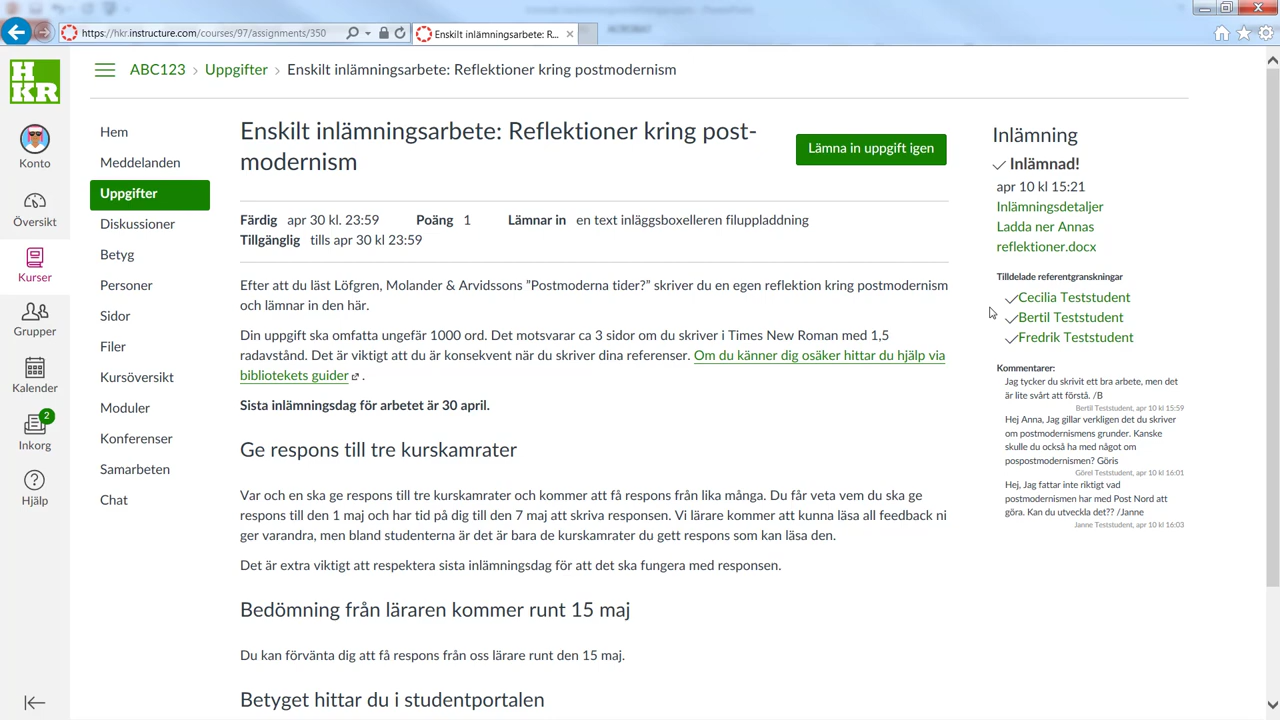 https://hkr.instructure.com/courses/97/assignments/350
Enskilt inlämningsarbete: R...
HKR
ABC123 › Uppgifter › Enskilt inlämningsarbete: Reflektioner kring postmodernism
Konto
Översikt
Kurser
Grupper
Kalender
2
Inkorg
Hjälp
Hem
Meddelanden
Uppgifter
Diskussioner
Betyg
Personer
Sidor
Filer
Kursöversikt
Moduler
Konferenser
Samarbeten
Chat
Enskilt inlämningsarbete: Reflektioner kring post-
modernism
Lämna in uppgift igen
Färdig apr 30 kl. 23:59 Poäng 1 Lämnar in en text inläggsboxelleren filuppladdning
Tillgänglig tills apr 30 kl 23:59
Efter att du läst Löfgren, Molander & Arvidssons ”Postmoderna tider?” skriver du en egen reflektion kring postmodernism
och lämnar in den här.
Din uppgift ska omfatta ungefär 1000 ord. Det motsvarar ca 3 sidor om du skriver i Times New Roman med 1,5
radavstånd. Det är viktigt att du är konsekvent när du skriver dina referenser. Om du känner dig osäker hittar du hjälp via
bibliotekets guider .
Sista inlämningsdag för arbetet är 30 april.
Ge respons till tre kurskamrater
Var och en ska ge respons till tre kurskamrater och kommer att få respons från lika många. Du får veta vem du ska ge
respons till den 1 maj och har tid på dig till den 7 maj att skriva responsen. Vi lärare kommer att kunna läsa all feedback ni
ger varandra, men bland studenterna är det är bara de kurskamrater du gett respons som kan läsa den.
Det är extra viktigt att respektera sista inlämningsdag för att det ska fungera med responsen.
Bedömning från läraren kommer runt 15 maj
Du kan förvänta dig att få respons från oss lärare runt den 15 maj.
Betyget hittar du i studentportalen
Inlämning
Inlämnad!
apr 10 kl 15:21
Inlämningsdetaljer
Ladda ner Annas
reflektioner.docx
Tilldelade referentgranskningar
Cecilia Teststudent
Bertil Teststudent
Fredrik Teststudent
Kommentarer:
Jag tycker du skrivit ett bra arbete, men det
är lite svårt att förstå. /B
Bertil Teststudent, apr 10 kl 15:59
Hej Anna, Jag gillar verkligen det du skriver
om postmodernismens grunder. Kanske
skulle du också ha med något om
pospostmodernismen? Göris
Görel Teststudent, apr 10 kl 16:01
Hej, Jag fattar inte riktigt vad
postmodernismen har med Post Nord att
göra. Kan du utveckla det?? /Janne
Janne Teststudent, apr 10 kl 16:03